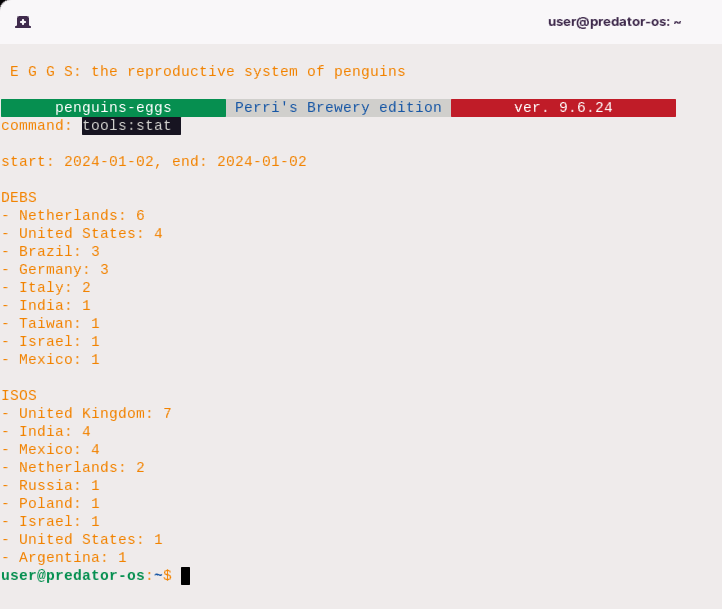 user@predator-os: ~
E G G S: the reproductive system of penguins
penguins-eggs Perri's Brewery edition ver. 9.6.24
command: tools:stat
start: 2024-01-02, end: 2024-01-02
DEBS
- Netherlands: 6
- United States: 4
- Brazil: 3
- Germany: 3
- Italy: 2
- India: 1
- Taiwan: 1
- Israel: 1
- Mexico: 1
ISOS
- United Kingdom: 7
- India: 4
- Mexico: 4
- Netherlands: 2
- Russia: 1
- Poland: 1
- Israel: 1
- United States: 1
- Argentina: 1
user@predator-os:~$